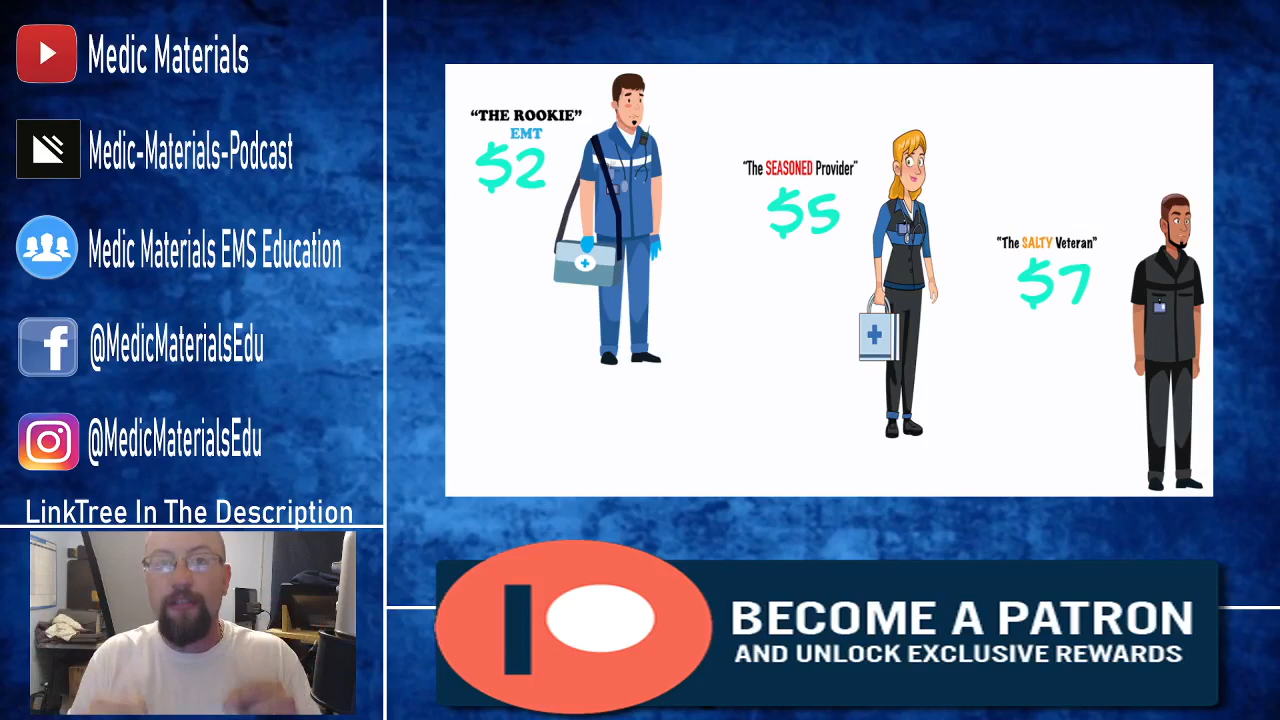 Medic Materials
Medic-Materials-Podcast
Medic Materials EMS Education
@MedicMaterialsEdu
@MedicMaterialsEdu
LinkTree In The Description
“THE ROOKIE”
EMT
$2
“The SEASONED Provider”
$5
“The SALTY Veteran”
$7
BECOME A PATRON
AND UNLOCK EXCLUSIVE REWARDS